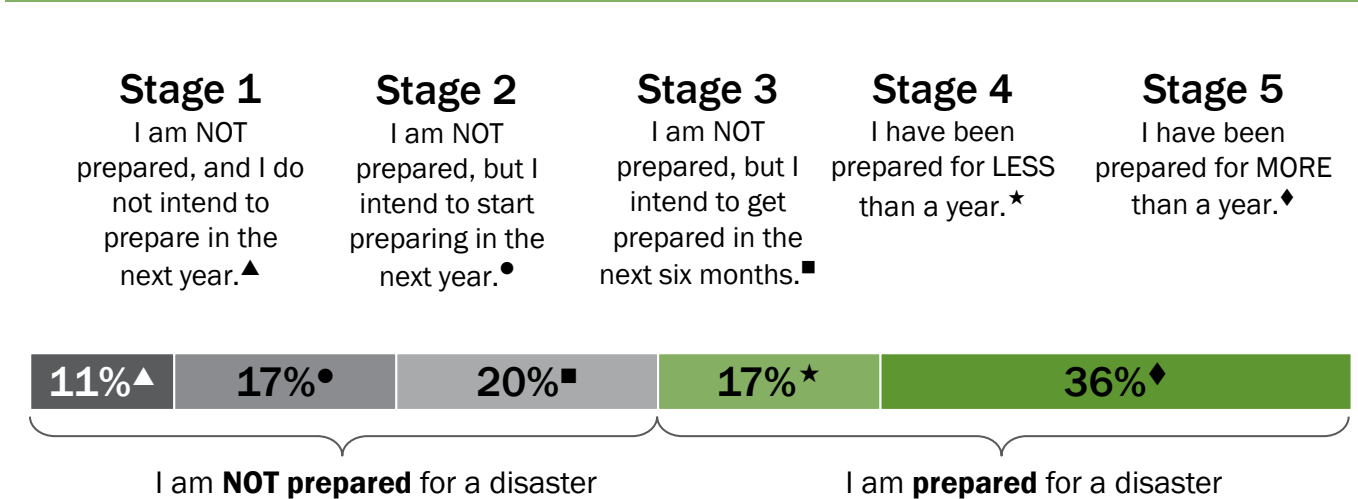 Stage 1
I am NOT
prepared, and I do
not intend to
prepare in the
next year.▲
Stage 2
I am NOT
prepared, but I
intend to start
preparing in the
next year.●
Stage 3
I am NOT
prepared, but I
intend to get
prepared in the
next six months.■
Stage 4
I have been
prepared for LESS
than a year.★
Stage 5
I have been
prepared for MORE
than a year.♦
11%▲
17%●
20%■
17%★
36%♦
I am NOT prepared for a disaster
I am prepared for a disaster